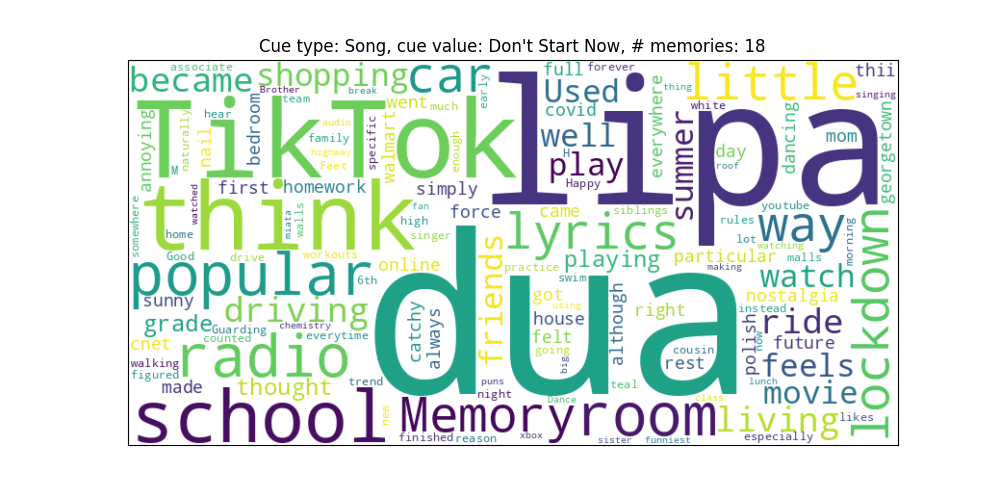 Cue type: Song, cue value: Don't Start Now, # memories: 18
associate
became
shopping
car
full
forever
thii
Brother
break
early
Used
thing
little
singing
team
much
hear
TikTok
lipa
covid
everywhere
white
annoying
naturally
nail
bedroom
audio
family
highway
Feet
specific
walmart
went
enough
well
H
play
Happy
summer
day
roof
dancing
mom
georgetown
M
first
homework
simply
think
somewhere
watched
home
miata
walls
fan
high
singer
force
came
siblings
youtube
rules
lot
way
watching
malls
morning
lyrics
Good
drive
workouts
popular
6th
online
friends
practice
playing
swim
particular
making
watch
lockdown
sunny
driving
dua
catchy
always
got
using
house
although
right
nostalgia
instead
grade
Guarding
counted
chemistry
everytime
felt
going
big
polish
now
ride
future
cnet
radio
cousin
rest
feels
walking
figured
made
thought
trend
puns
night
teal
lunch
movie
likes
school
new
Memory
room
Dance
class
living
finished
reason
xbox
sister
funniest
especially